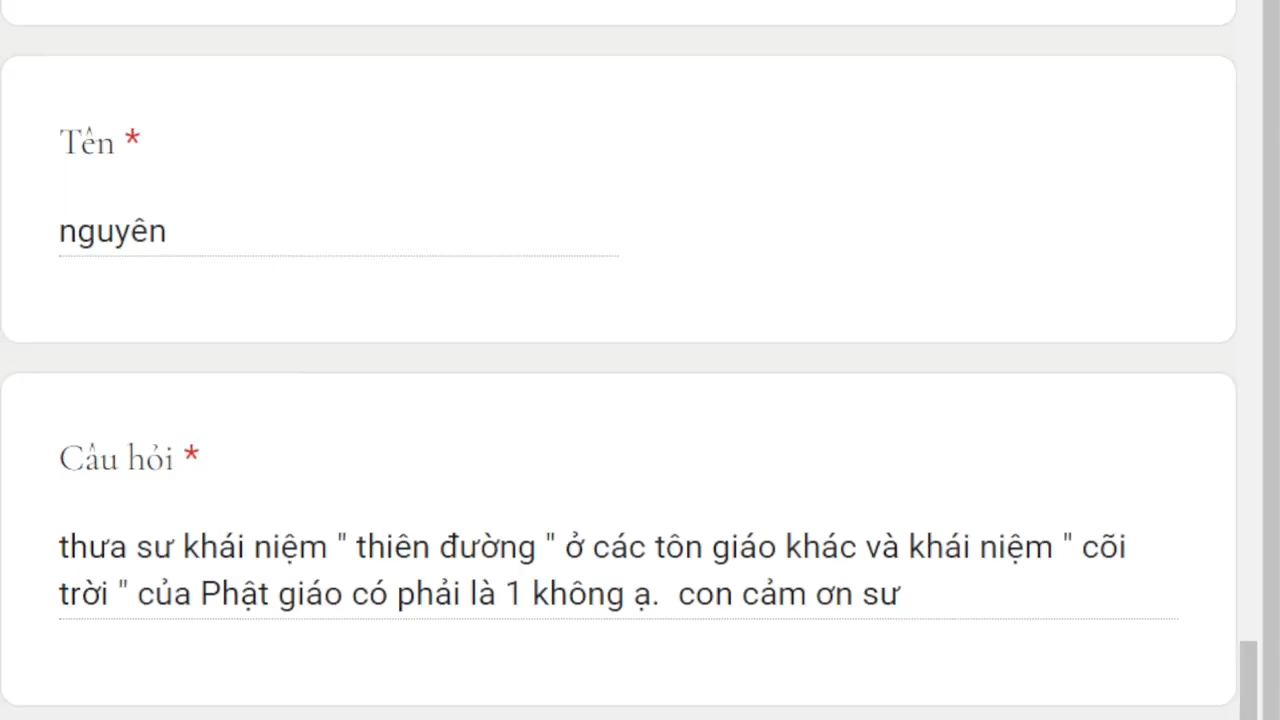 Tên *
nguyên
Câu hỏi *
thưa sư khái niệm " thiên đường " ở các tôn giáo khác và khái niệm " cõi
trời " của Phật giáo có phải là 1 không ạ.  con cảm ơn sư